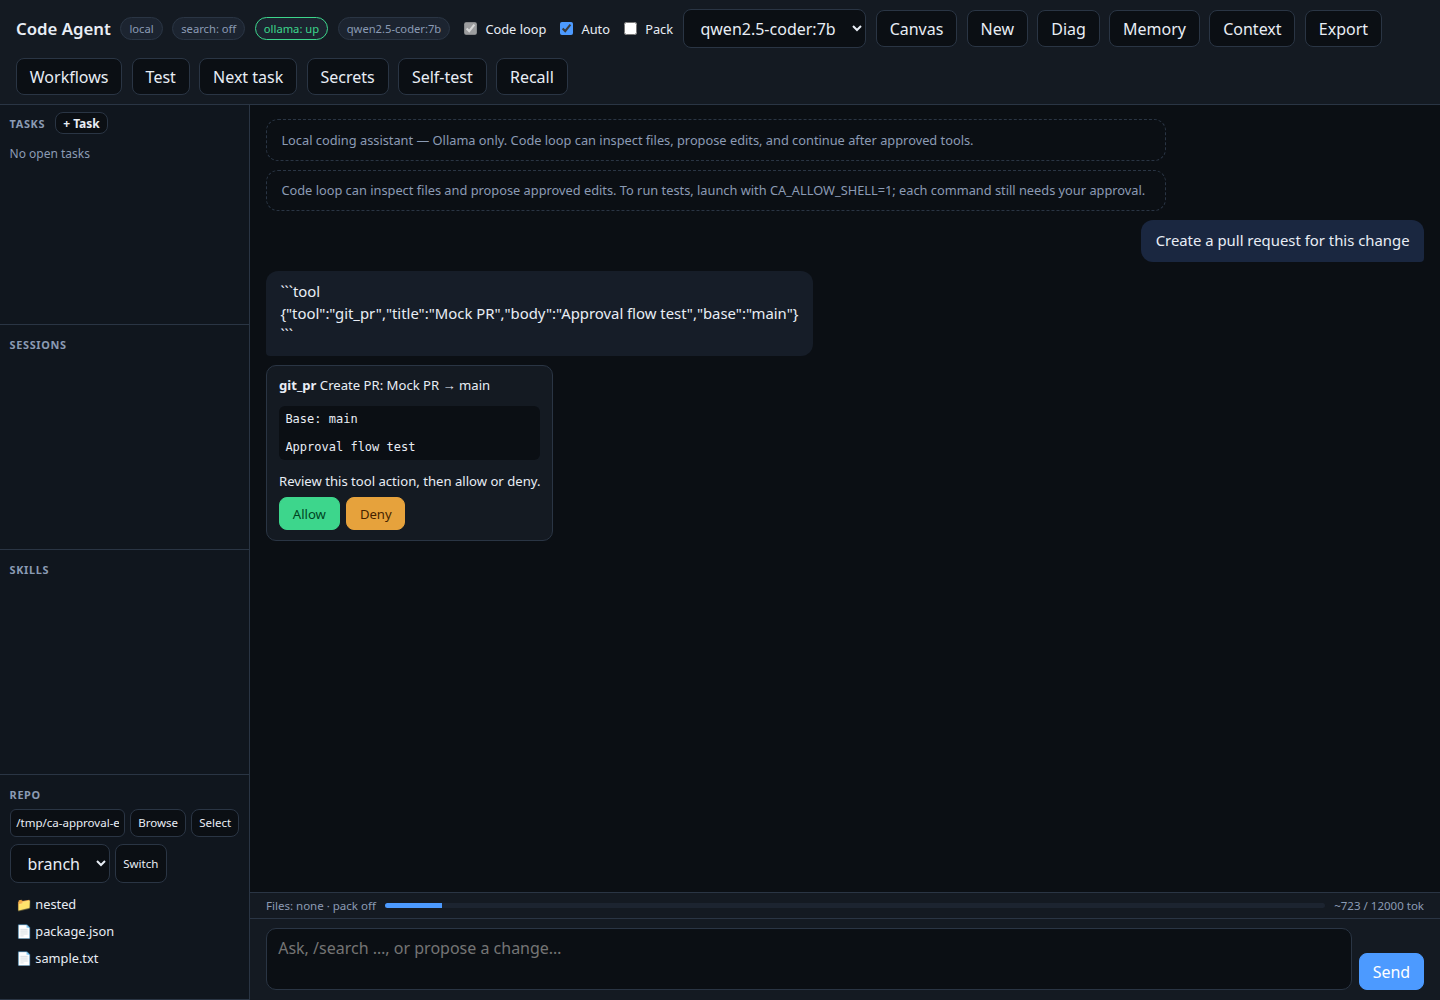 Code Agent local search: off ollama: up qwen2.5-coder:7b Code loop Auto Pack qwen2.5-coder:7b Canvas New Diag Memory Context Export
Workflows Test Next task Secrets Self-test Recall
TASKS + Task
No open tasks
SESSIONS
SKILLS
REPO
/tmp/ca-approval-e Browse Select
branch Switch
📁 nested
📄 package.json
📄 sample.txt
Local coding assistant — Ollama only. Code loop can inspect files, propose edits, and continue after approved tools.
Code loop can inspect files and propose approved edits. To run tests, launch with CA_ALLOW_SHELL=1; each command still needs your approval.
Create a pull request for this change
```tool
{"tool":"git_pr","title":"Mock PR","body":"Approval flow test","base":"main"}
```
git_pr Create PR: Mock PR → main
Base: main
Approval flow test
Review this tool action, then allow or deny.
Allow Deny
Files: none · pack off ~723 / 12000 tok
Ask, /search ..., or propose a change...
Send